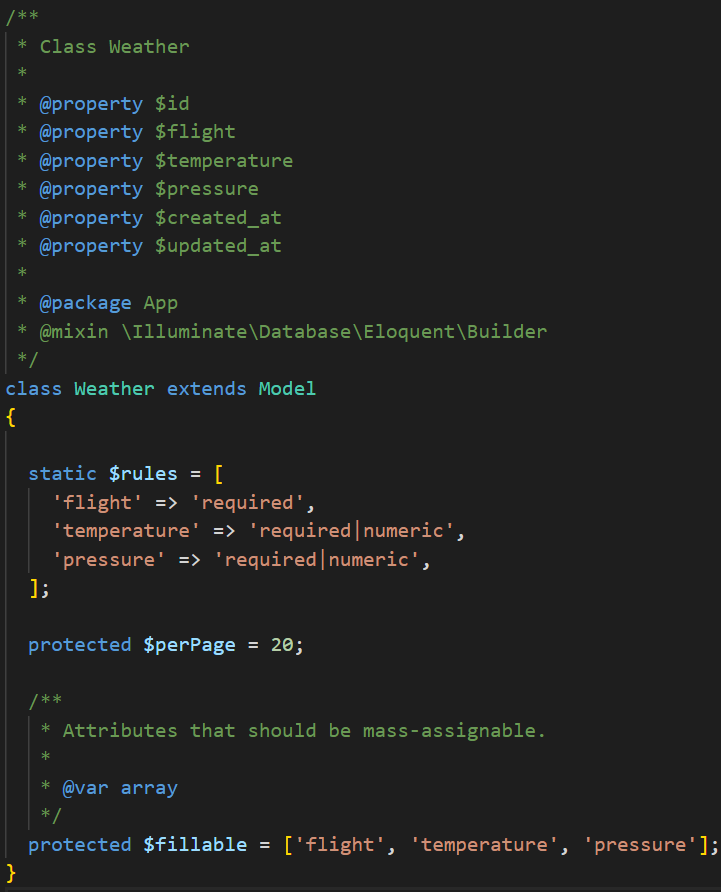 /**
 * Class Weather
 *
 * @property $id
 * @property $flight
 * @property $temperature
 * @property $pressure
 * @property $created_at
 * @property $updated_at
 *
 * @package App
 * @mixin \Illuminate\Database\Eloquent\Builder
 */
class Weather extends Model
{

  static $rules = [
    'flight' => 'required',
    'temperature' => 'required|numeric',
    'pressure' => 'required|numeric',
  ];

  protected $perPage = 20;

  /**
   * Attributes that should be mass-assignable.
   *
   * @var array
   */
  protected $fillable = ['flight', 'temperature', 'pressure'];
}